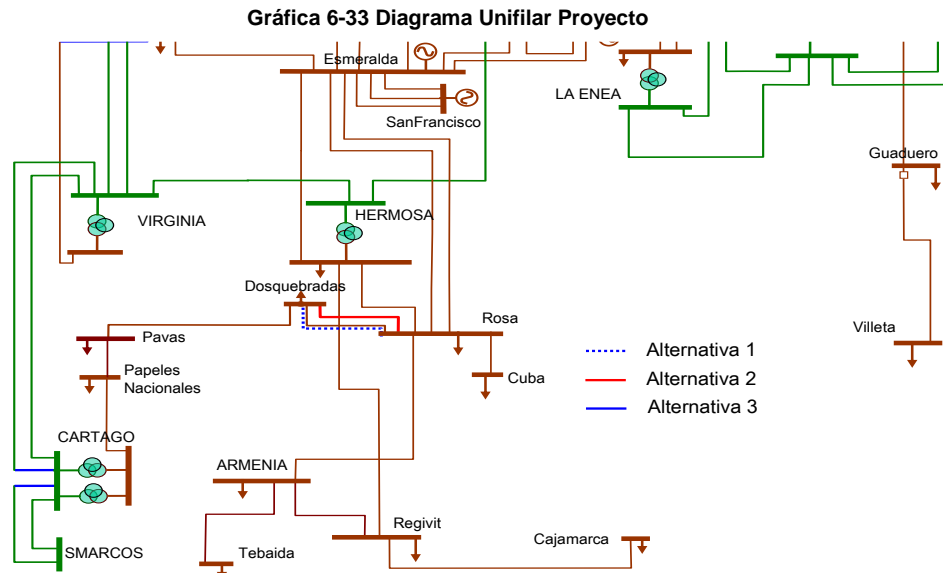 Gráfica 6-33 Diagrama Unifilar Proyecto
Esmeralda
LA ENEA
SanFrancisco
Guaduero
VIRGINIA
HERMOSA
Dosquebradas
Rosa
Villeta
Pavas
Alternativa 1
Papeles
Nacionales
Cuba
Alternativa 2
Alternativa 3
CARTAGO
ARMENIA
SMARCOS
Tebaida
Regivit
Cajamarca